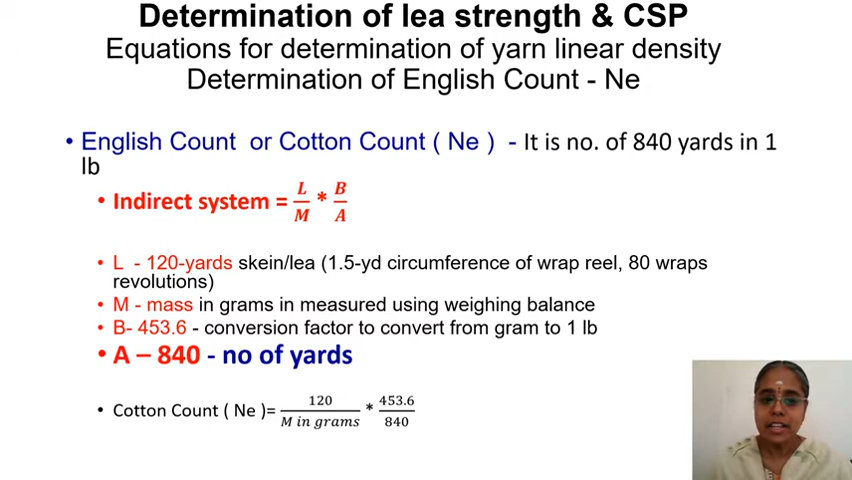 Determination of lea strength & CSP
Equations for determination of yarn linear density
Determination of English Count - Ne
• English Count or Cotton Count ( Ne ) - It is no. of 840 yards in 1
lb
• Indirect system = L/M * B/A
• L - 120-yards skein/lea (1.5-yd circumference of wrap reel, 80 wraps
revolutions)
• M - mass in grams in measured using weighing balance
• B- 453.6 - conversion factor to convert from gram to 1 lb
• A – 840 - no of yards
• Cotton Count ( Ne )= 120/M in grams * 453.6/840